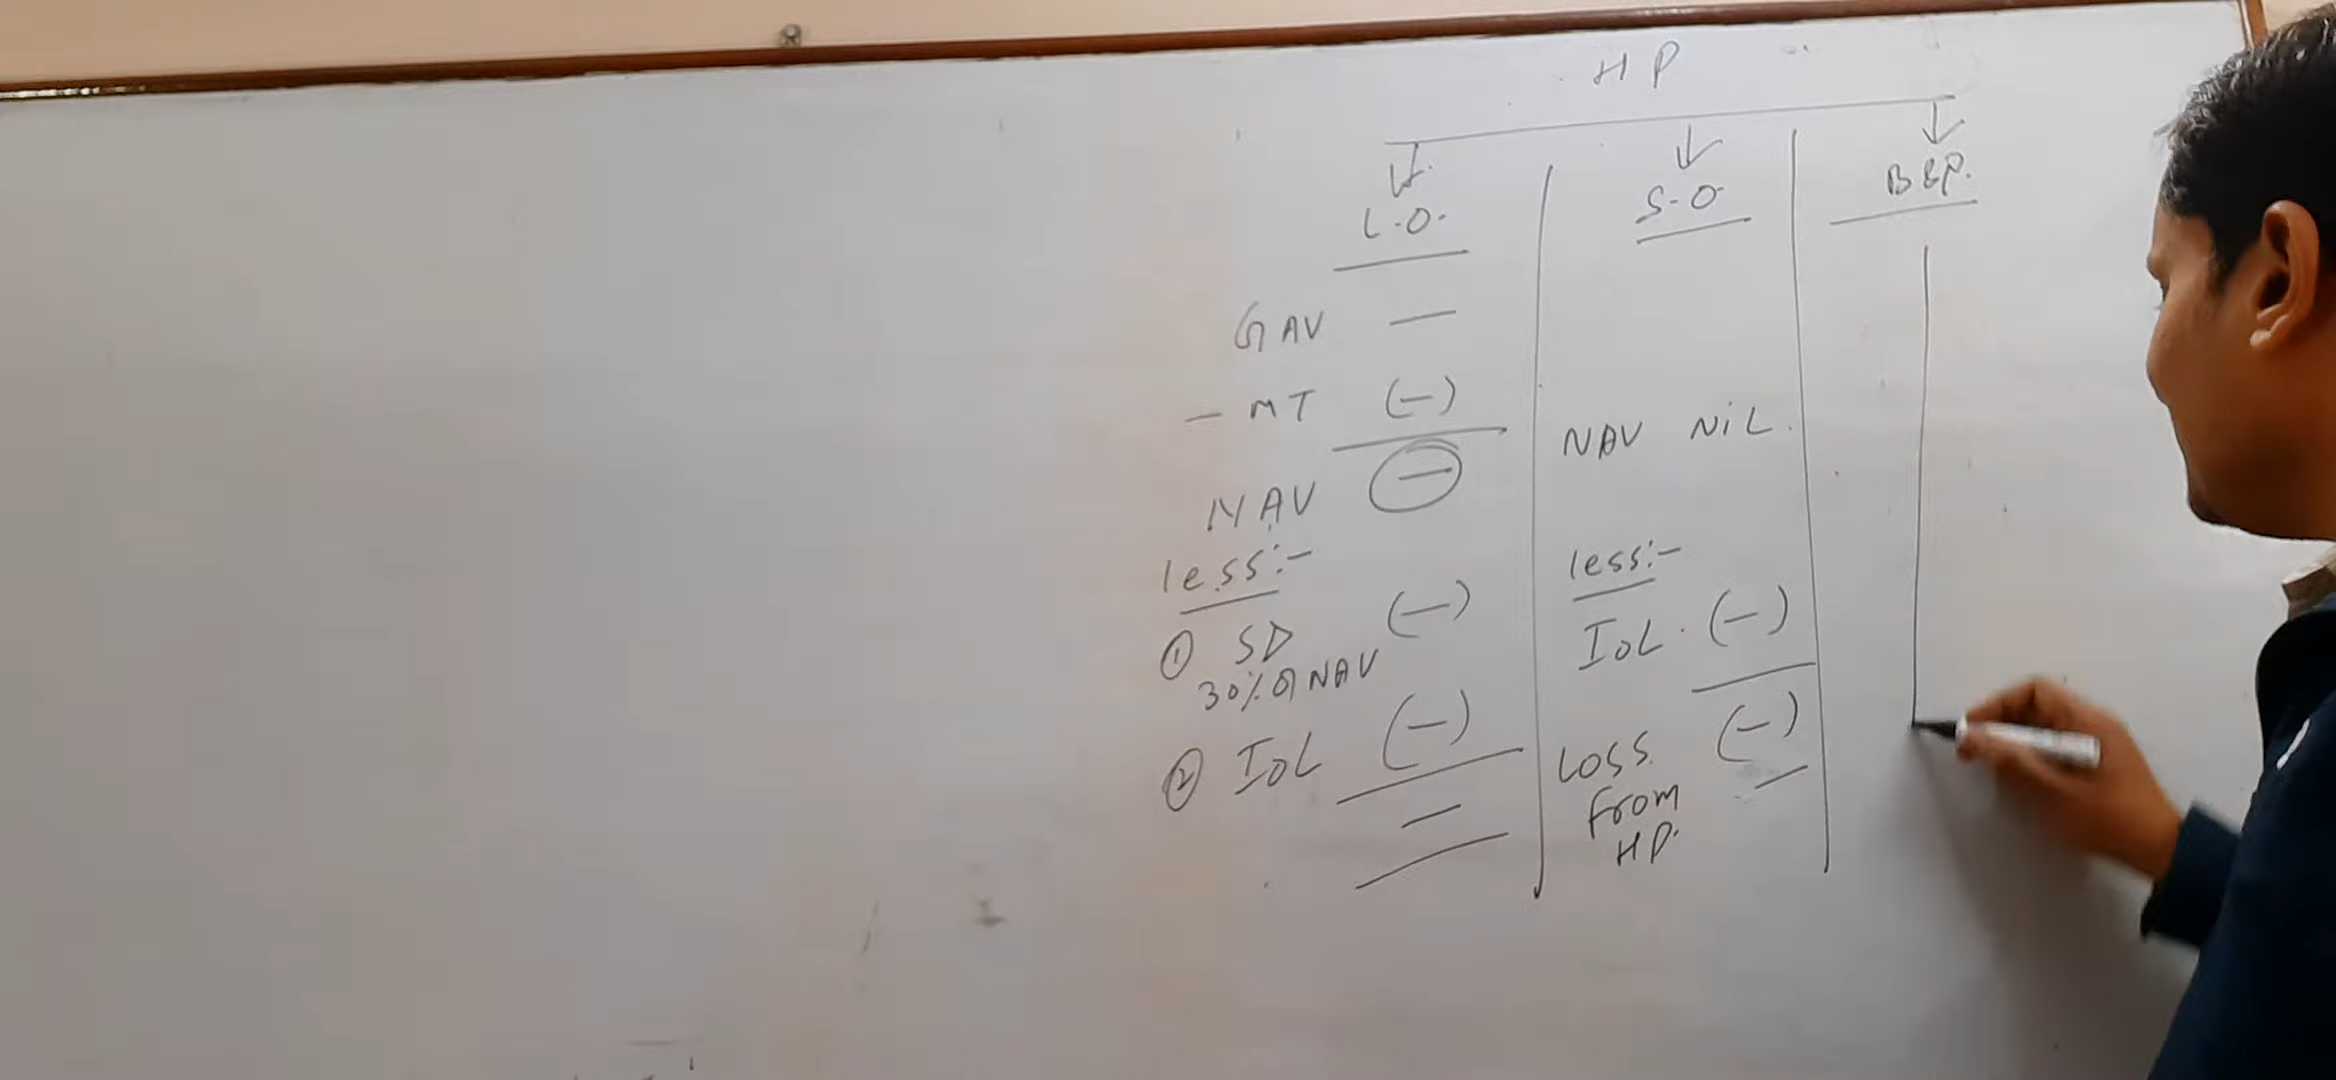 HP
L.O.
S.O.
B&P.
GAV —
— MT (—)
NAV —
less:-
① SD (—)
30% of NAV
② IOL (—)
NAV NIL.
less:-
IOL. (—)
LOSS (—)
From
HP.